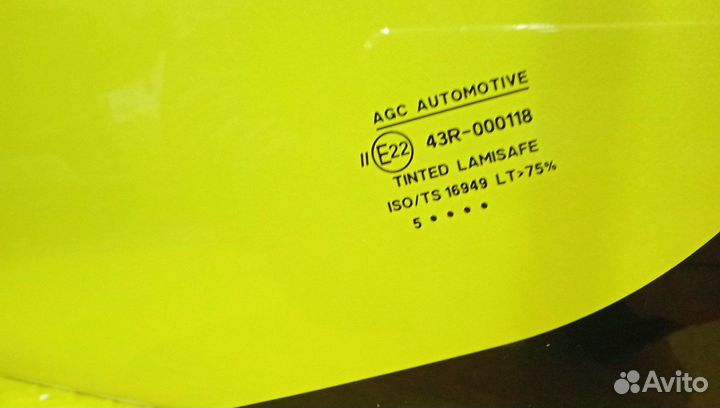 AGC AUTOMOTIVE
II E22 43R-000118
TINTED LAMISAFE
ISO/TS 16949 LT>75%
5 • • • •
Avito